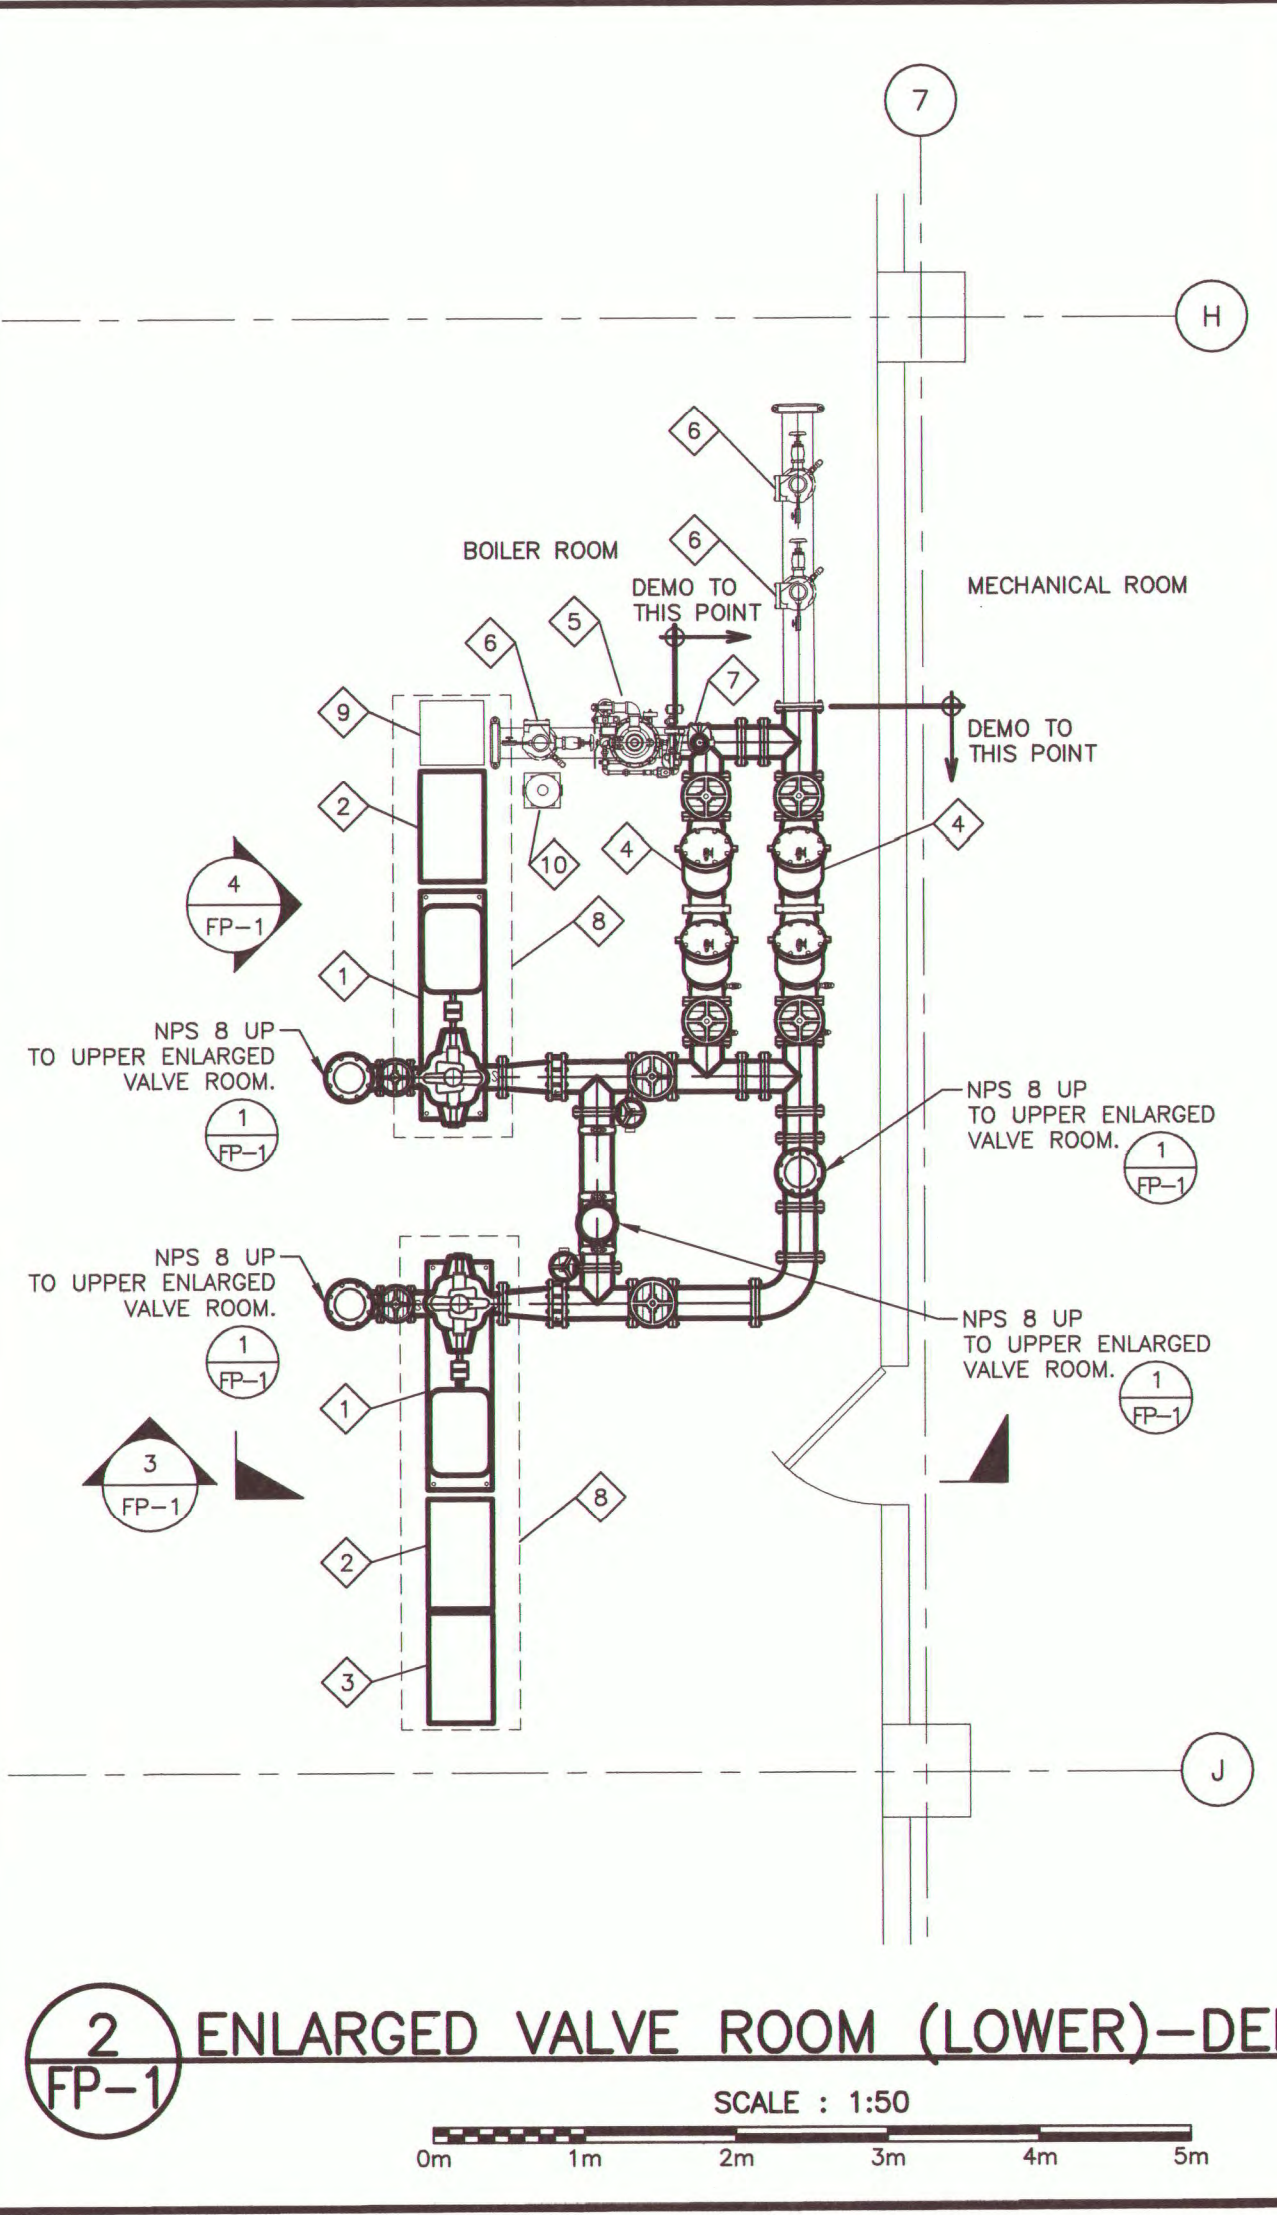 7
H
6
BOILER ROOM
6
DEMO TO
THIS POINT
MECHANICAL ROOM
5
6
7
9
DEMO TO
THIS POINT
2
4
4
10
4
FP-1
8
1
NPS 8 UP
TO UPPER ENLARGED
VALVE ROOM.
1
FP-1
NPS 8 UP
TO UPPER ENLARGED
VALVE ROOM.
1
FP-1
NPS 8 UP
TO UPPER ENLARGED
VALVE ROOM.
1
FP-1
NPS 8 UP
TO UPPER ENLARGED
VALVE ROOM.
1
FP-1
1
3
FP-1
8
2
3
J
2
FP-1
ENLARGED VALVE ROOM (LOWER)-DE
SCALE : 1:50
0m 1m 2m 3m 4m 5m